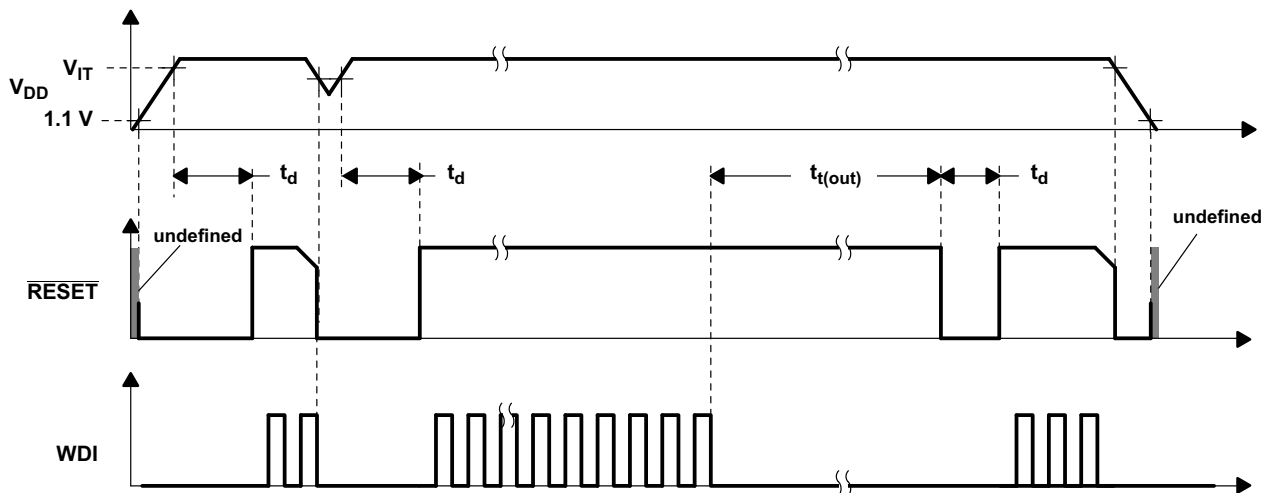 V_IT
V_DD
1.1 V
t_d
t_d
t_t(out)
t_d
undefined
undefined
RESET
WDI